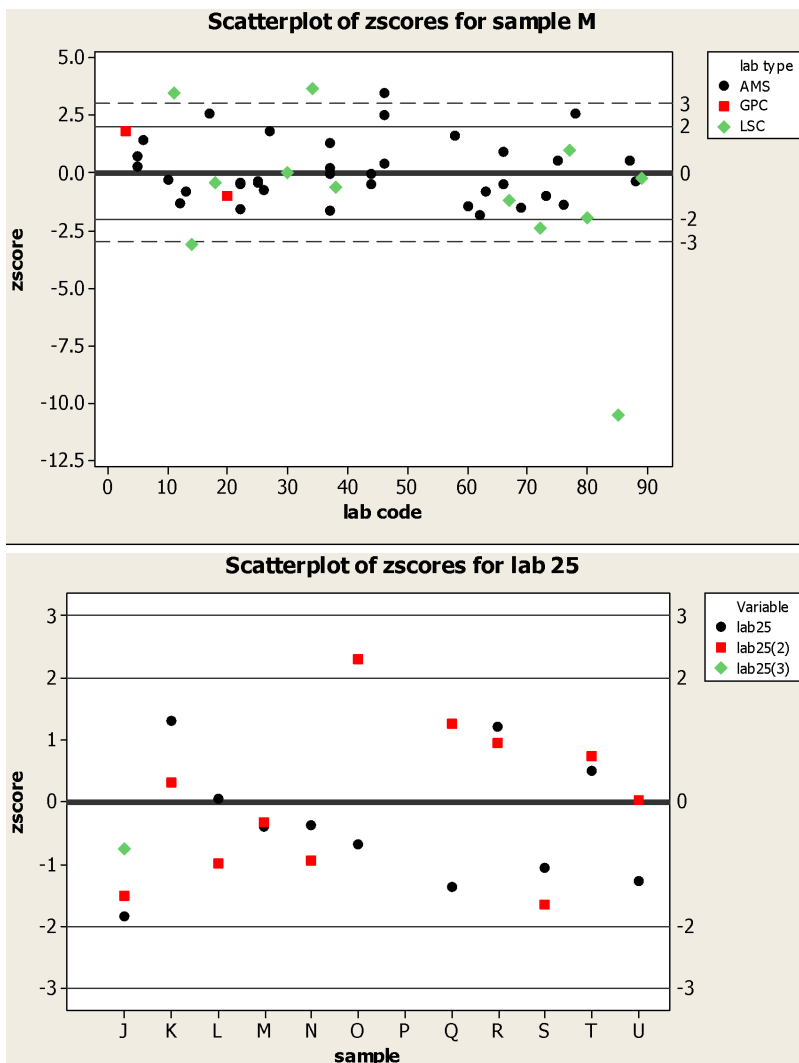 Scatterplot of zscores for sample M
5.0
2.5
0.0
-2.5
-5.0
-7.5
-10.0
-12.5
zscore
3
2
0
-2
-3
0 10 20 30 40 50 60 70 80 90
lab code
lab type
AMS
GPC
LSC
Scatterplot of zscores for lab 25
3
2
1
0
-1
-2
-3
zscore
3
2
0
-2
-3
J K L M N O P Q R S T U
sample
Variable
lab25
lab25(2)
lab25(3)